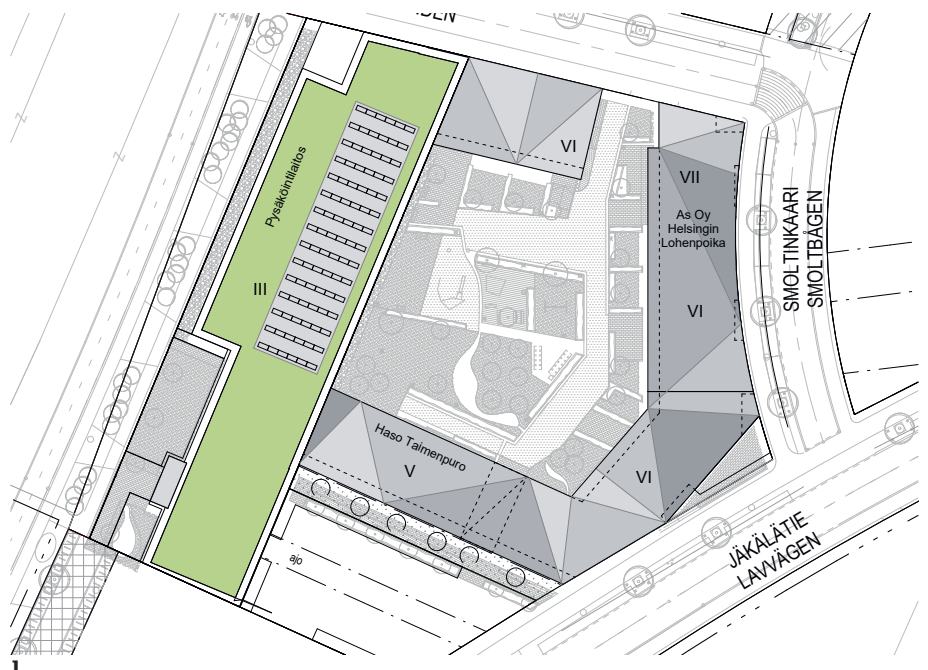 VI
Pysäköintilaitos
VII
As Oy
Helsingin
Lohenpoika
III
VI
SMOLTINKAARI
SMOLTBÅGEN
Haso Taimenpuro
V
VI
JÄKÄLÄTIE
LAVVÄGEN
ajo
1